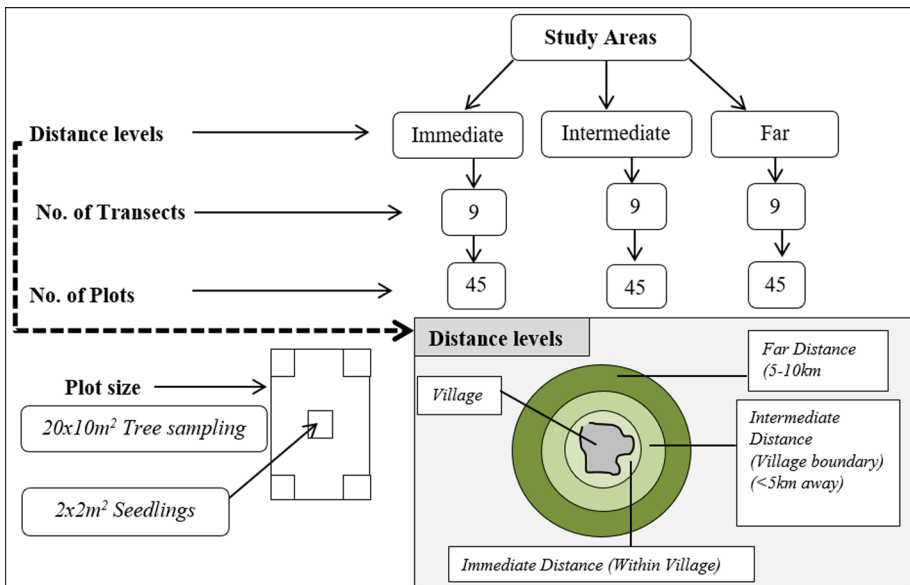 Study Areas
Distance levels
Immediate
Intermediate
Far
No. of Transects
9
9
9
No. of Plots
45
45
45
Distance levels
Plot size
20x10m² Tree sampling
2x2m² Seedlings
Village
Far Distance
(5-10km
Intermediate
Distance
(Village boundary)
(<5km away)
Immediate Distance (Within Village)